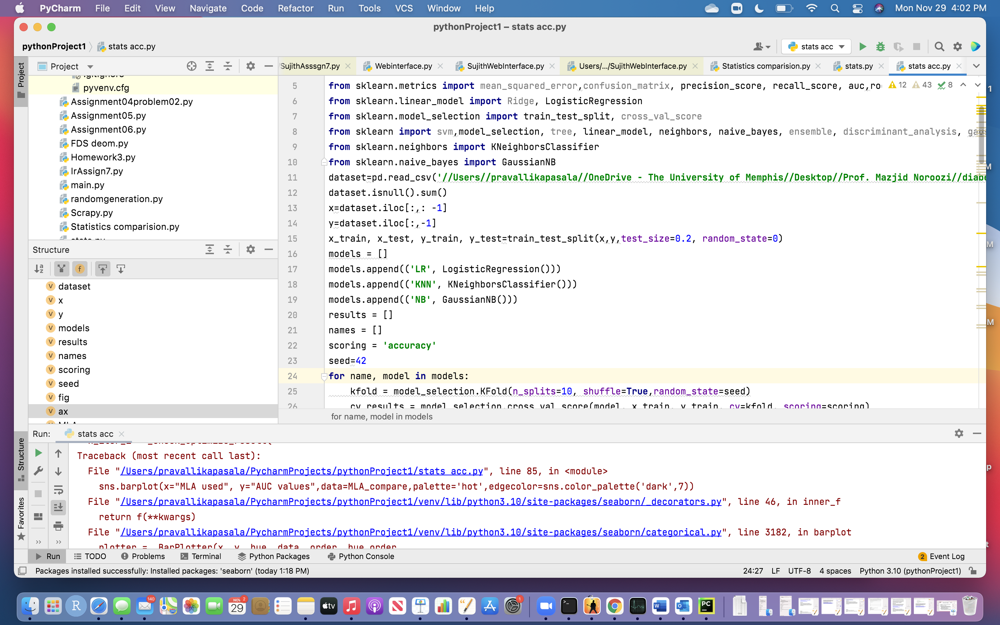 PyCharm File Edit View Navigate Code Refactor Run Tools VCS Window Help Mon Nov 29 4:02 PM
pythonProject1 – stats acc.py
pythonProject1 stats acc.py stats acc
Project
SujithAsssgn7.py Webinterface.py SujithWebInterface.py Users/.../SujithWebInterface.py Statistics comparision.py stats.py stats acc.py
Project
.gitignore
pyvenv.cfg
Assignment04problem02.py
Assignment05.py
Assignment06.py
FDS deom.py
Homework3.py
IrAssign7.py
main.py
randomgeneration.py
Scrapy.py
Statistics comparision.py
stats.py
Structure
dataset
x
y
models
results
names
scoring
seed
fig
ax
MLA
12 43 8
5 from sklearn.metrics import mean_squared_error,confusion_matrix, precision_score, recall_score, auc,ro
6 from sklearn.linear_model import Ridge, LogisticRegression
7 from sklearn.model_selection import train_test_split, cross_val_score
8 from sklearn import svm,model_selection, tree, linear_model, neighbors, naive_bayes, ensemble, discriminant_analysis, gaus
9 from sklearn.neighbors import KNeighborsClassifier
10 from sklearn.naive_bayes import GaussianNB
11 dataset=pd.read_csv('//Users//pravallikapasala//OneDrive - The University of Memphis//Desktop//Prof. Mazjid Noroozi//diabe
12 dataset.isnull().sum()
13 x=dataset.iloc[:,: -1]
14 y=dataset.iloc[:,-1]
15 x_train, x_test, y_train, y_test=train_test_split(x,y,test_size=0.2, random_state=0)
16 models = []
17 models.append(('LR', LogisticRegression()))
18 models.append(('KNN', KNeighborsClassifier()))
19 models.append(('NB', GaussianNB()))
20 results = []
21 names = []
22 scoring = 'accuracy'
23 seed=42
24 for name, model in models:
25 kfold = model_selection.KFold(n_splits=10, shuffle=True,random_state=seed)
26 cv_results = model_selection.cross_val_score(model, x_train, y_train, cv=kfold, scoring=scoring)
for name, model in models
Structure
Favorites
Run: stats acc
n_iter_i = _check_optimize_result(
Traceback (most recent call last):
File "/Users/pravallikapasala/PycharmProjects/pythonProject1/stats acc.py", line 85, in <module>
sns.barplot(x="MLA used", y="AUC values",data=MLA_compare,palette='hot',edgecolor=sns.color_palette('dark',7))
File "/Users/pravallikapasala/PycharmProjects/pythonProject1/venv/lib/python3.10/site-packages/seaborn/_decorators.py", line 46, in inner_f
return f(**kwargs)
File "/Users/pravallikapasala/PycharmProjects/pythonProject1/venv/lib/python3.10/site-packages/seaborn/categorical.py", line 3182, in barplot
plotter = _BarPlotter(x, y, hue, data, order, hue_order,
Run TODO Problems Terminal Python Packages Python Console 2 Event Log
Packages installed successfully: Installed packages: 'seaborn' (today 1:18 PM) 24:27 LF UTF-8 4 spaces Python 3.10 (pythonProject1)
R 140 NOV 29 2 tv 1 W PC